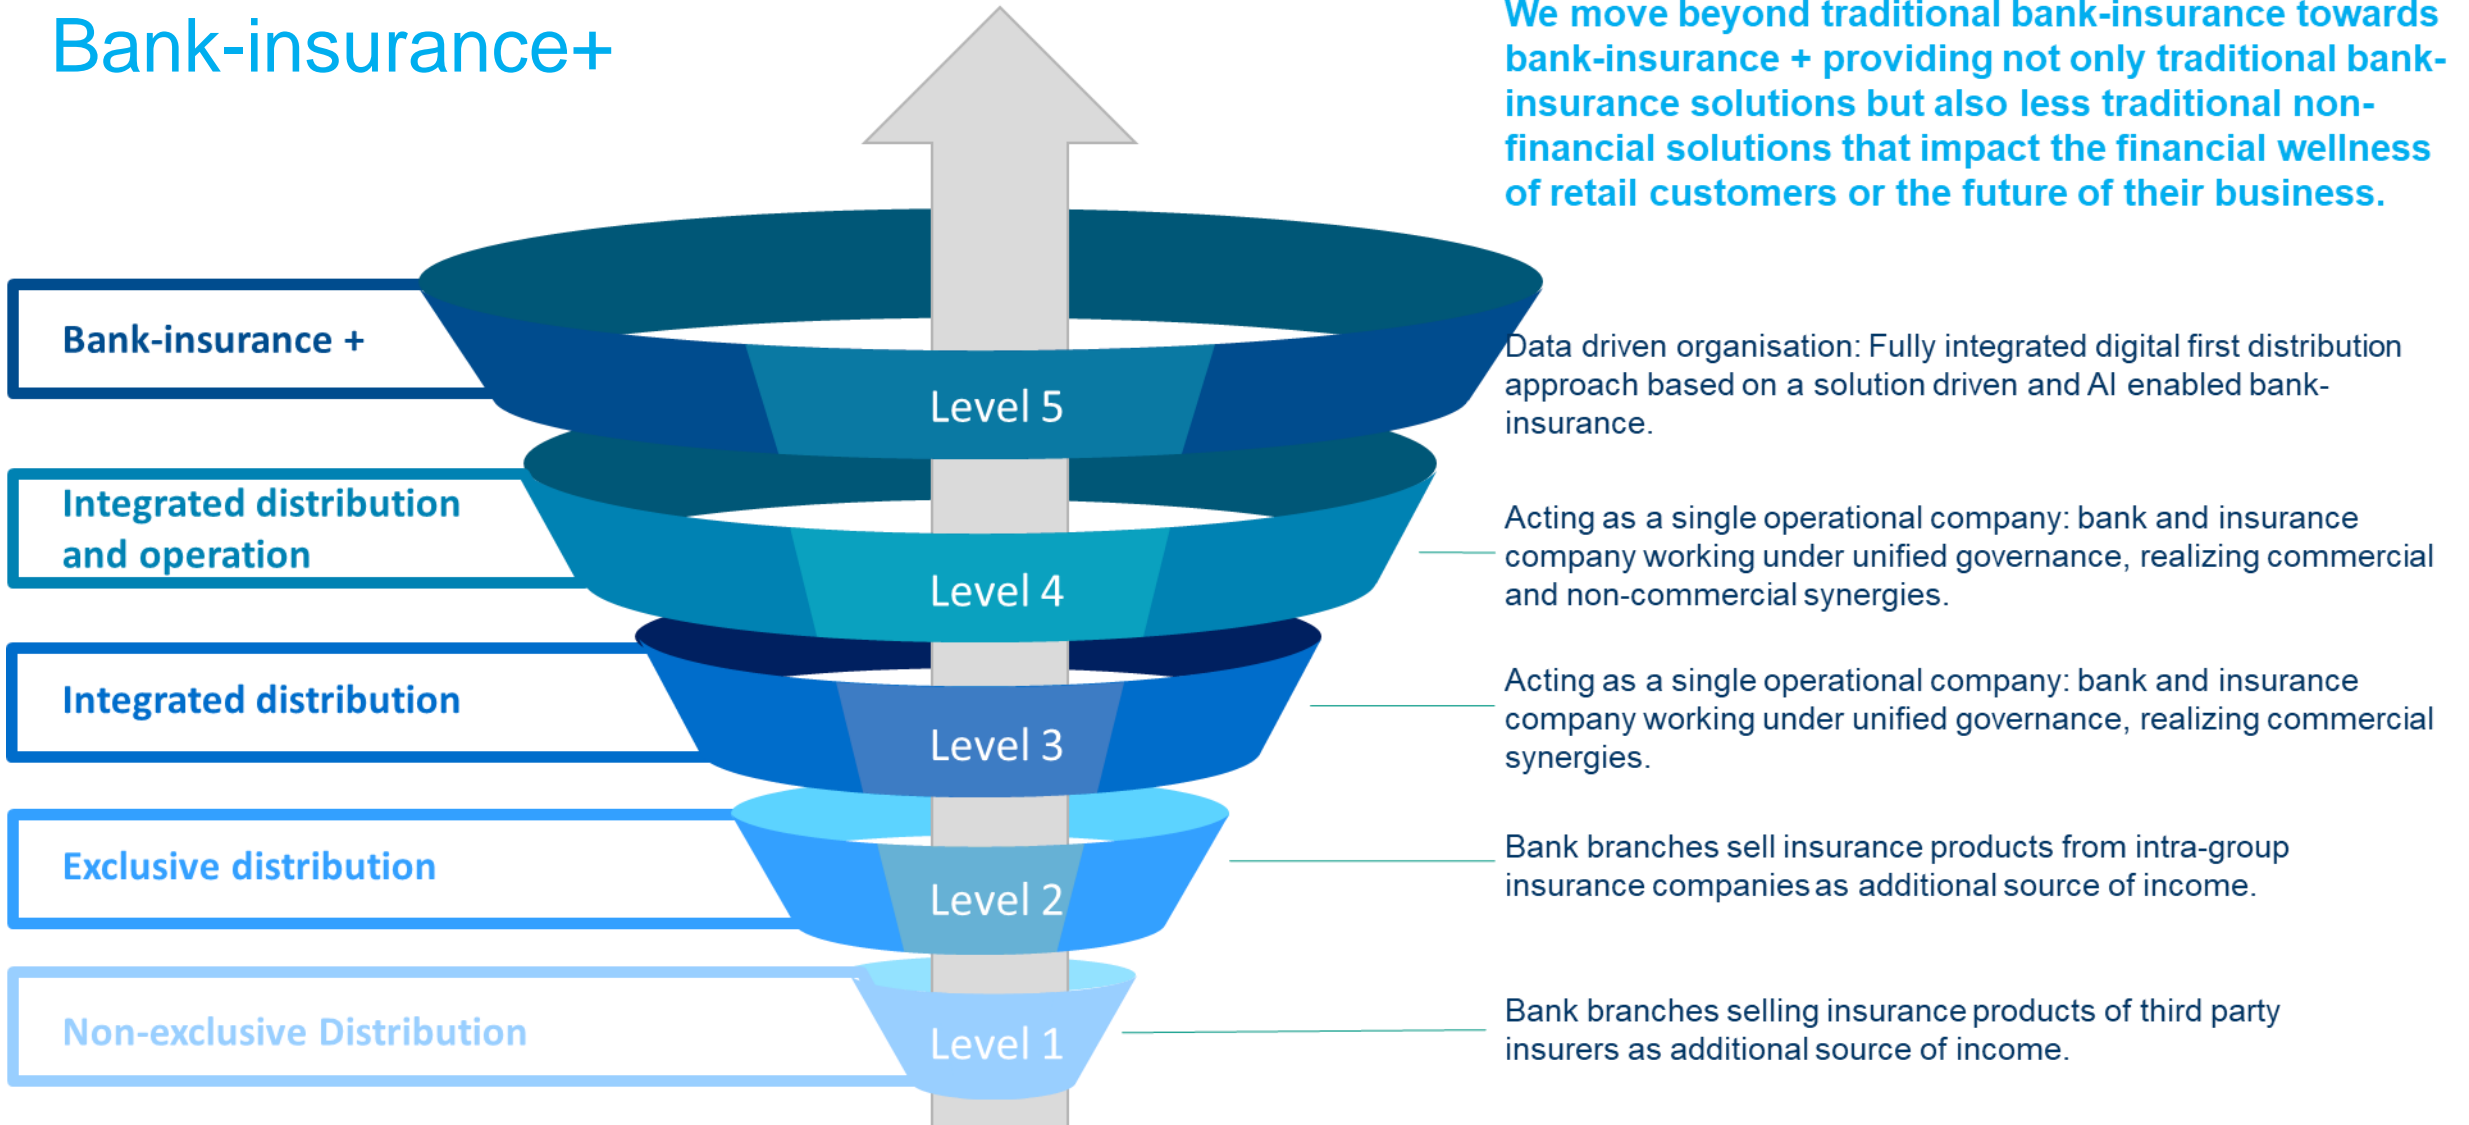 Bank-insurance+
We move beyond traditional bank-insurance towards
bank-insurance + providing not only traditional bank-
insurance solutions but also less traditional non-
financial solutions that impact the financial wellness
of retail customers or the future of their business.
Bank-insurance +
Level 5
Data driven organisation: Fully integrated digital first distribution
approach based on a solution driven and AI enabled bank-
insurance.
Integrated distribution
and operation
Level 4
Acting as a single operational company: bank and insurance
company working under unified governance, realizing commercial
and non-commercial synergies.
Integrated distribution
Level 3
Acting as a single operational company: bank and insurance
company working under unified governance, realizing commercial
synergies.
Exclusive distribution
Level 2
Bank branches sell insurance products from intra-group
insurance companies as additional source of income.
Non-exclusive Distribution
Level 1
Bank branches selling insurance products of third party
insurers as additional source of income.